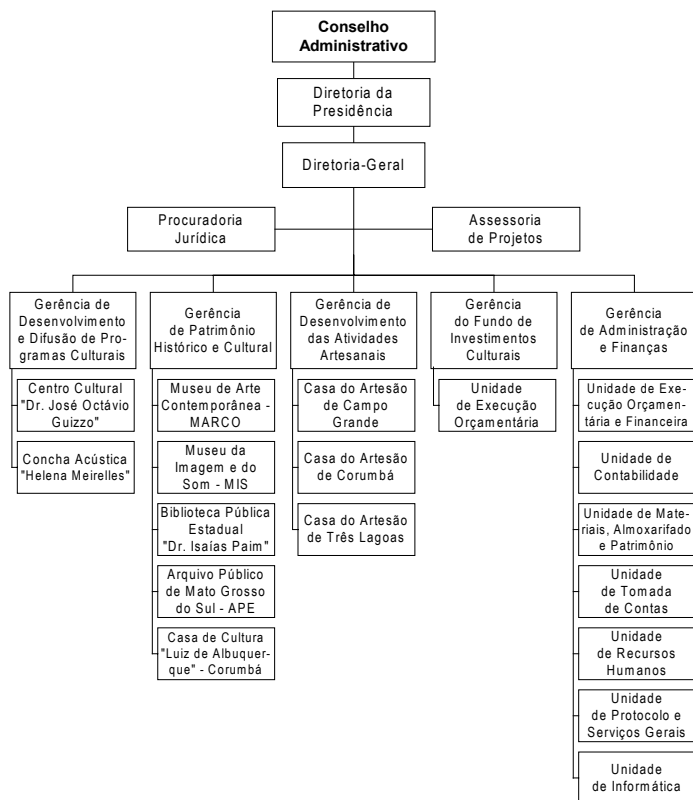 Conselho
Administrativo
Diretoria da
Presidência
Diretoria-Geral
Procuradoria
Jurídica
Assessoria
de Projetos
Gerência de
Desenvolvimento
e Difusão de Pro-
gramas Culturais
Centro Cultural
"Dr. José Octávio
Guizzo"
Concha Acústica
"Helena Meirelles"
Gerência
de Patrimônio
Histórico e Cultural
Museu de Arte
Contemporânea -
MARCO
Museu da
Imagem e do
Som - MIS
Biblioteca Pública
Estadual
"Dr. Isaías Paim"
Arquivo Público
de Mato Grosso
do Sul - APE
Casa de Cultura
"Luiz de Albuquer-
que" - Corumbá
Gerência de
Desenvolvimento
das Atividades
Artesanais
Casa do Artesão
de Campo
Grande
Casa do Artesão
de Corumbá
Casa do Artesão
de Três Lagoas
Gerência
do Fundo de
Investimentos
Culturais
Unidade
de Execução
Orçamentária
Gerência
de Administração
e Finanças
Unidade de Exe-
cução Orçamen-
tária e Financeira
Unidade de
Contabilidade
Unidade de Mate-
riais, Almoxarifado
e Patrimônio
Unidade
de Tomada
de Contas
Unidade
de Recursos
Humanos
Unidade
de Protocolo e
Serviços Gerais
Unidade
de Informática